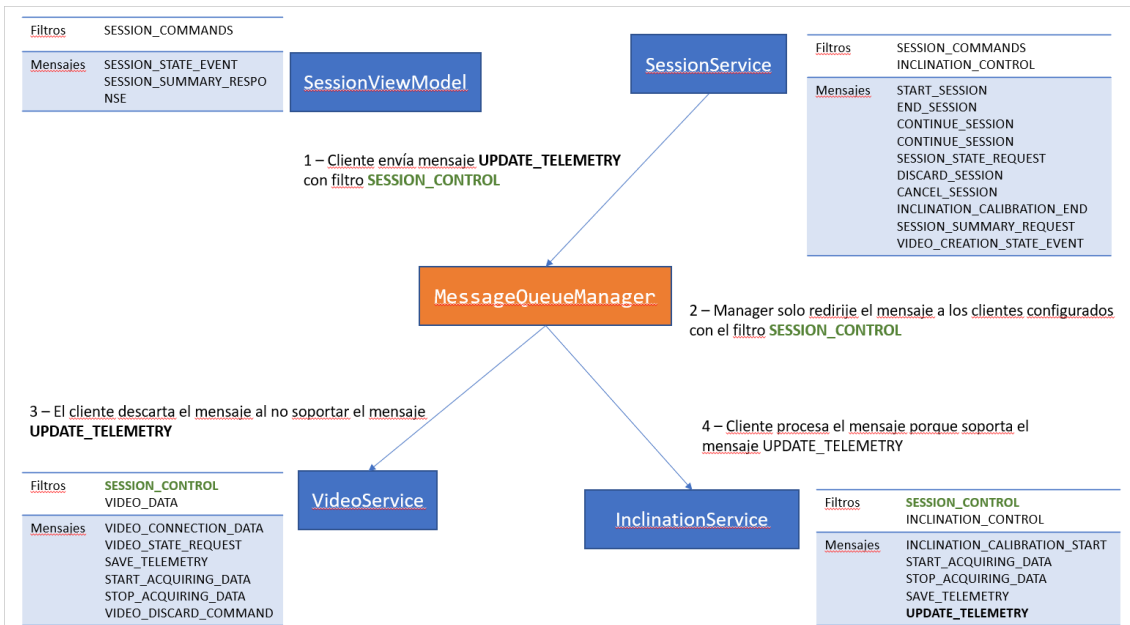 Filtros SESSION_COMMANDS
Mensajes SESSION_STATE_EVENT
SESSION_SUMMARY_RESPO
NSE
SessionViewModel
SessionService
Filtros SESSION_COMMANDS
INCLINATION_CONTROL
Mensajes START_SESSION
END_SESSION
CONTINUE_SESSION
CONTINUE_SESSION
SESSION_STATE_REQUEST
DISCARD_SESSION
CANCEL_SESSION
INCLINATION_CALIBRATION_END
SESSION_SUMMARY_REQUEST
VIDEO_CREATION_STATE_EVENT
1 – Cliente envía mensaje UPDATE_TELEMETRY
con filtro SESSION_CONTROL
MessageQueueManager
2 – Manager solo redirije el mensaje a los clientes configurados
con el filtro SESSION_CONTROL
3 – El cliente descarta el mensaje al no soportar el mensaje
UPDATE_TELEMETRY
4 – Cliente procesa el mensaje porque soporta el
mensaje UPDATE_TELEMETRY
Filtros SESSION_CONTROL
VIDEO_DATA
Mensajes VIDEO_CONNECTION_DATA
VIDEO_STATE_REQUEST
SAVE_TELEMETRY
START_ACQUIRING_DATA
STOP_ACQUIRING_DATA
VIDEO_DISCARD_COMMAND
VideoService
InclinationService
Filtros SESSION_CONTROL
INCLINATION_CONTROL
Mensajes INCLINATION_CALIBRATION_START
START_ACQUIRING_DATA
STOP_ACQUIRING_DATA
SAVE_TELEMETRY
UPDATE_TELEMETRY